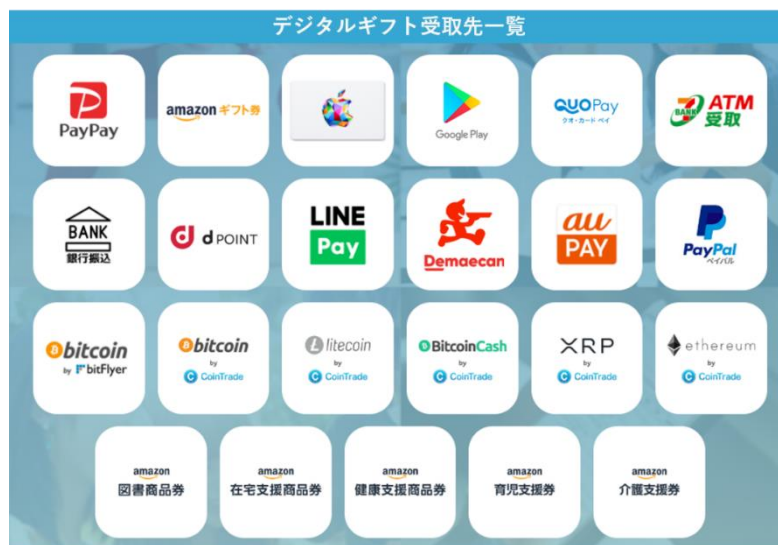 デジタルギフト受取先一覧
PayPay
amazon ギフト券
Google Play
QUOPay
クオ・カード ペイ
7 BANK ATM
受取
BANK
銀行振込
d POINT
LINE
Pay
Demaecan
au
PAY
PayPal
ペイパル
bitcoin
by bitFlyer
bitcoin
by
CoinTrade
litecoin
by
CoinTrade
BitcoinCash
by
CoinTrade
XRP
by
CoinTrade
ethereum
by
CoinTrade
amazon
図書商品券
amazon
在宅支援商品券
amazon
健康支援商品券
amazon
育児支援券
amazon
介護支援券